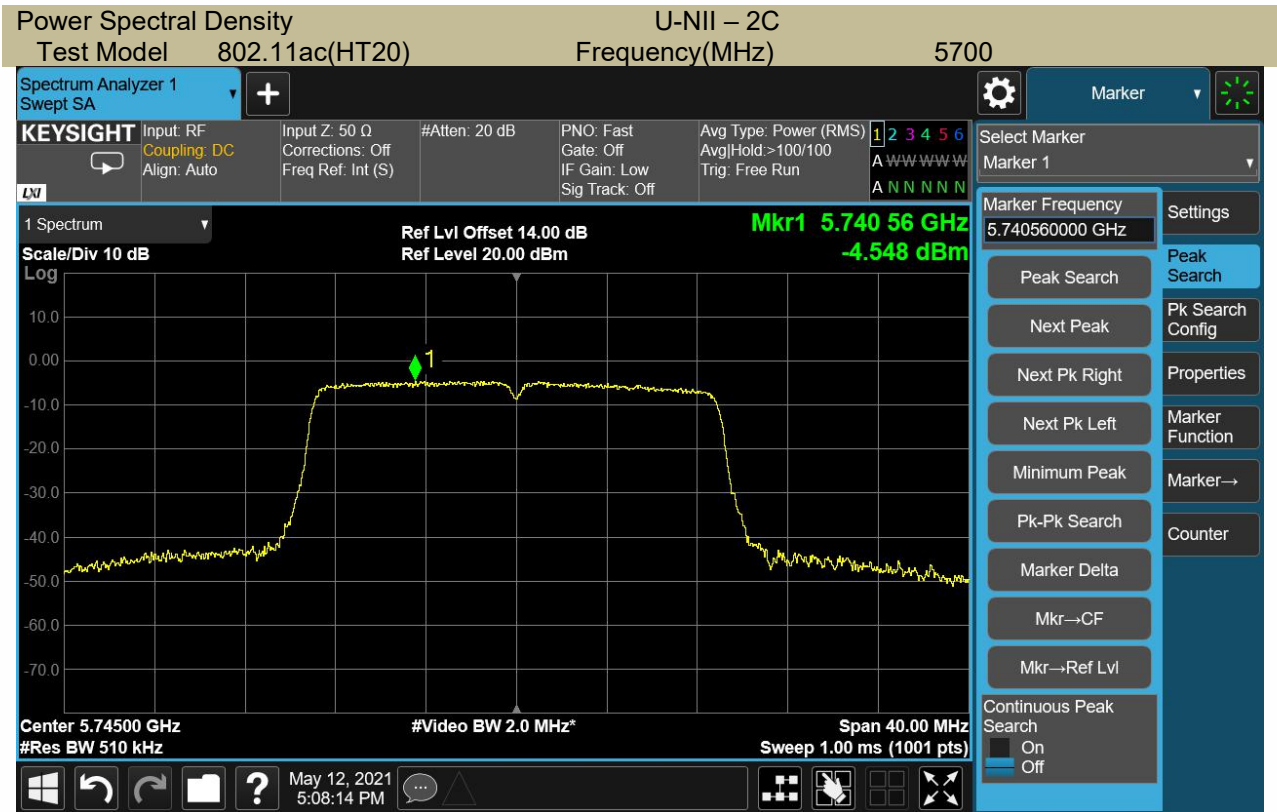 Power Spectral Density U-NII – 2C
Test Model 802.11ac(HT20) Frequency(MHz) 5700
Spectrum Analyzer 1
Swept SA
+
Marker
KEYSIGHT
LXI
Input: RF
Coupling: DC
Align: Auto
Input Z: 50 Ω
Corrections: Off
Freq Ref: Int (S)
#Atten: 20 dB
PNO: Fast
Gate: Off
IF Gain: Low
Sig Track: Off
Avg Type: Power (RMS)
Avg|Hold:>100/100
Trig: Free Run
1 2 3 4 5 6
A W W W W W
A N N N N N
Select Marker
Marker 1
1 Spectrum
Scale/Div 10 dB
Log
Ref Lvl Offset 14.00 dB
Ref Level 20.00 dBm
Mkr1 5.740 56 GHz
-4.548 dBm
10.0
0.00
-10.0
-20.0
-30.0
-40.0
-50.0
-60.0
-70.0
1
Center 5.74500 GHz
#Res BW 510 kHz
#Video BW 2.0 MHz*
Span 40.00 MHz
Sweep 1.00 ms (1001 pts)
Marker Frequency
5.740560000 GHz
Peak Search
Next Peak
Next Pk Right
Next Pk Left
Minimum Peak
Pk-Pk Search
Marker Delta
Mkr→CF
Mkr→Ref Lvl
Continuous Peak
Search
On
Off
Settings
Peak
Search
Pk Search
Config
Properties
Marker
Function
Marker→
Counter
?
May 12, 2021
5:08:14 PM